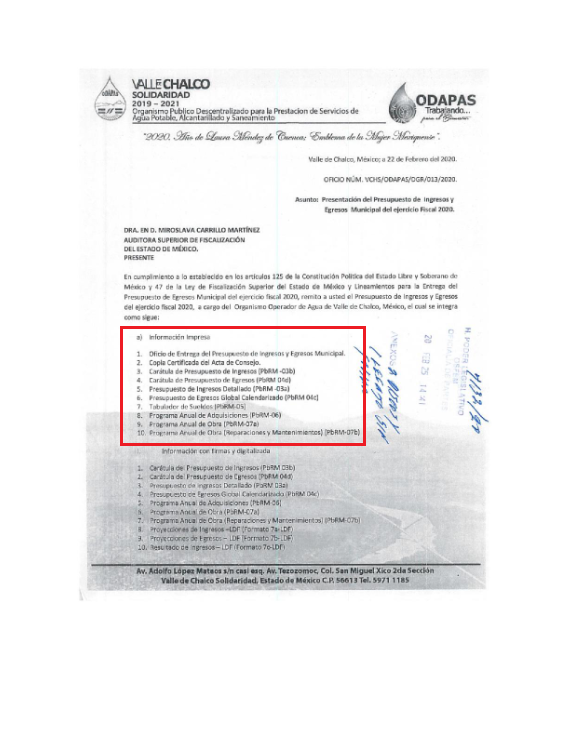 odapas
VALLE CHALCO
SOLIDARIDAD
2019 – 2021
Organismo Publico Descentralizado para la Prestacion de Servicios de
Agua Potable, Alcantarillado y Saneamiento
ODAPAS
Trabajando...
"2020. Año de Laura Méndez de Cuenca; Emblema de la Mujer Mexiquense".
Valle de Chalco, México; a 22 de Febrero del 2020.
OFICIO NÚM. VCHS/ODAPAS/DGR/013/2020.
Asunto: Presentación del Presupuesto de Ingresos y
Egresos Municipal del ejercicio Fiscal 2020.
DRA. EN D. MIROSLAVA CARRILLO MARTÍNEZ
AUDITORA SUPERIOR DE FISCALIZACIÓN
DEL ESTADO DE MÉXICO.
PRESENTE
En cumplimiento a lo establecido en los artículos 125 de la Constitución Política del Estado Libre y Soberano de
México y 47 de la Ley de Fiscalización Superior del Estado de México y Lineamientos para la Entrega del
Presupuesto de Egresos Municipal del ejercicio fiscal 2020, remito a usted el Presupuesto de Ingresos y Egresos
del ejercicio fiscal 2020, a cargo del Organismo Operador de Agua de Valle de Chalco, México, el cual se integra
como sigue:
a) Información Impresa
1. Oficio de Entrega del Presupuesto de Ingresos y Egresos Municipal.
2. Copia Certificada del Acta de Consejo.
3. Carátula de Presupuesto de Ingresos (PbRM -03b)
4. Carátula de Presupuesto de Egresos (PbRM 04d)
5. Presupuesto de Ingresos Detallado (PbRM -03a)
6. Presupuesto de Egresos Global Calendarizado (PbRM 04c)
7. Tabulador de Sueldos (PbRM-05)
8. Programa Anual de Adquisiciones (PbRM-06)
9. Programa Anual de Obra (PbRM-07a)
10. Programa Anual de Obra (Reparaciones y Mantenimientos) (PbRM-07b)
20 FEB 25 14 41
Información con firmas y digitalizada
1. Carátula del Presupuesto de Ingresos (PbRM 03b)
2. Carátula del Presupuesto de Egresos (PbRM 04d)
3. Presupuesto de Ingresos Detallado (PbRM 03a)
4. Presupuesto de Egresos Global Calendarizado (PbRM 04c)
5. Programa Anual de Adquisiciones (PbRM-06)
6. Programa Anual de Obra (PbRM-07a)
7. Programa Anual de Obra (Reparaciones y Mantenimientos) (PbRM-07b)
8. Proyecciones de Ingresos –LDF (Formato 7a-LDF)
9. Proyecciones de Egresos – LDF (Formato 7b- LDF)
10. Resultado de Ingresos – LDF (Formato 7c-LDF)
Av. Adolfo López Mateos s/n casi esq. Av. Tezozomoc, Col. San Miguel Xico 2da Sección
Valle de Chalco Solidaridad, Estado de México C.P. 56613 Tel. 5971 1185